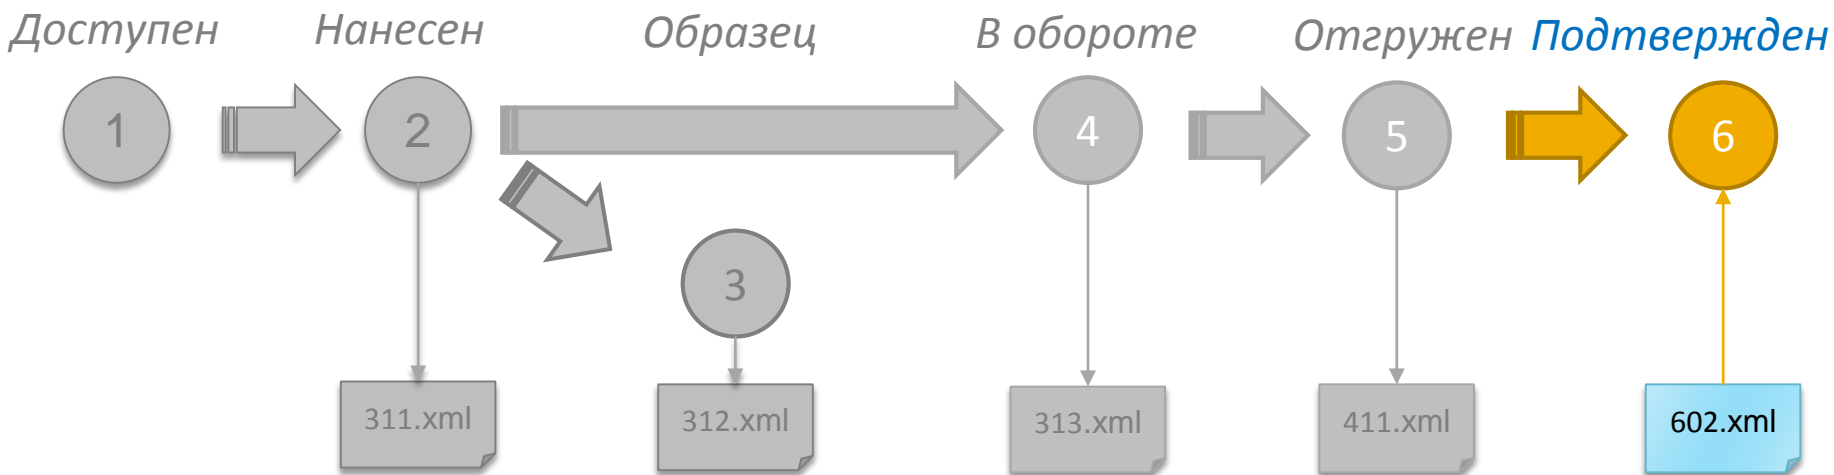 Доступен
Нанесен
Образец
В обороте
Отгружен
Подтвержден
1
2
4
5
6
3
311.xml
312.xml
313.xml
411.xml
602.xml